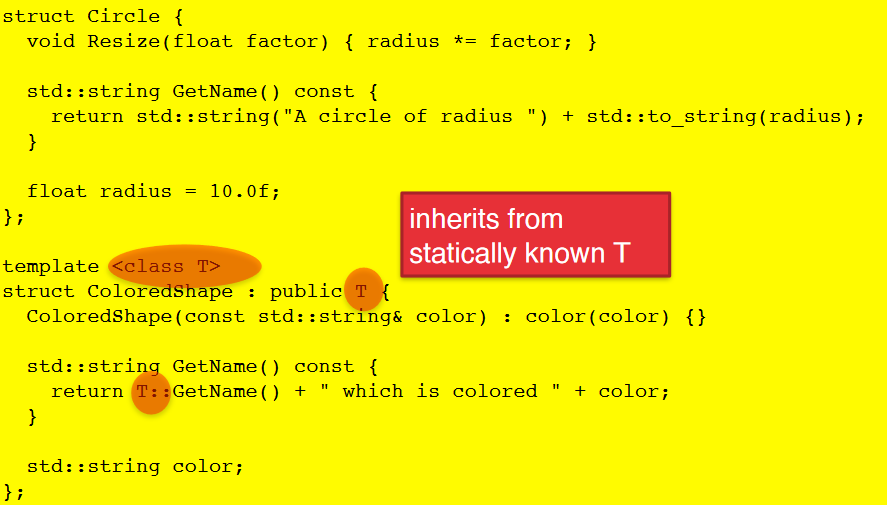 struct Circle {
  void Resize(float factor) { radius *= factor; }
  std::string GetName() const {
    return std::string("A circle of radius ") + std::to_string(radius);
  }
  float radius = 10.0f;
};
inherits from
statically known T
template <class T>
struct ColoredShape : public T {
  ColoredShape(const std::string& color) : color(color) {}
  std::string GetName() const {
    return T::GetName() + " which is colored " + color;
  }
  std::string color;
};